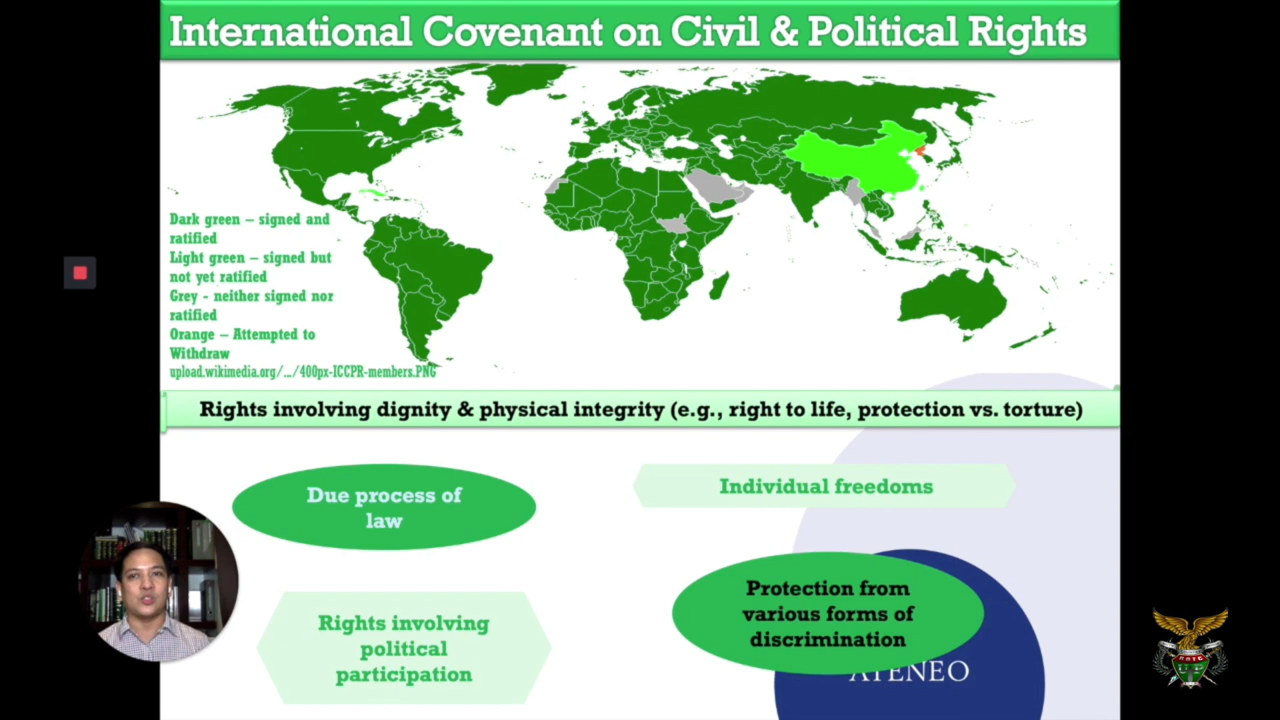 International Covenant on Civil & Political Rights
Dark green – signed and
ratified
Light green – signed but
not yet ratified
Grey - neither signed nor
ratified
Orange – Attempted to
Withdraw
upload.wikimedia.org/.../400px-ICCPR-members.PNG
Rights involving dignity & physical integrity (e.g., right to life, protection vs. torture)
Due process of
law
Individual freedoms
Protection from
various forms of
discrimination
Rights involving
political
participation
ATENEO